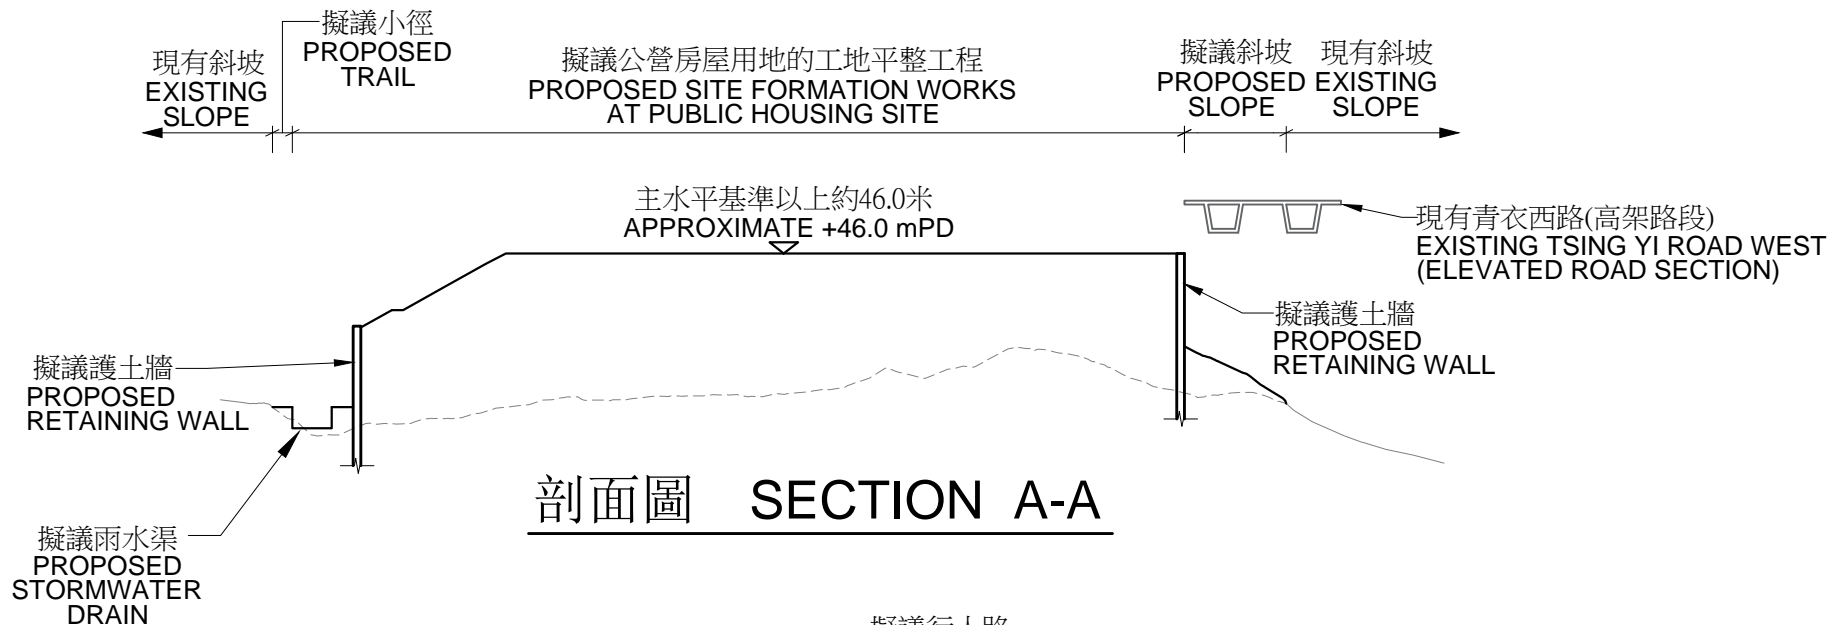 擬議小徑
PROPOSED
TRAIL
現有斜坡
EXISTING
SLOPE
擬議公營房屋用地的工地平整工程
PROPOSED SITE FORMATION WORKS
AT PUBLIC HOUSING SITE
擬議斜坡
PROPOSED
SLOPE
現有斜坡
EXISTING
SLOPE
主水平基準以上約46.0米
APPROXIMATE +46.0 mPD
現有青衣西路(高架路段)
EXISTING TSING YI ROAD WEST
(ELEVATED ROAD SECTION)
擬議護土牆
PROPOSED
RETAINING WALL
擬議護土牆
PROPOSED
RETAINING WALL
剖面圖 SECTION A-A
擬議雨水渠
PROPOSED
STORMWATER
DRAIN
擬議行人路